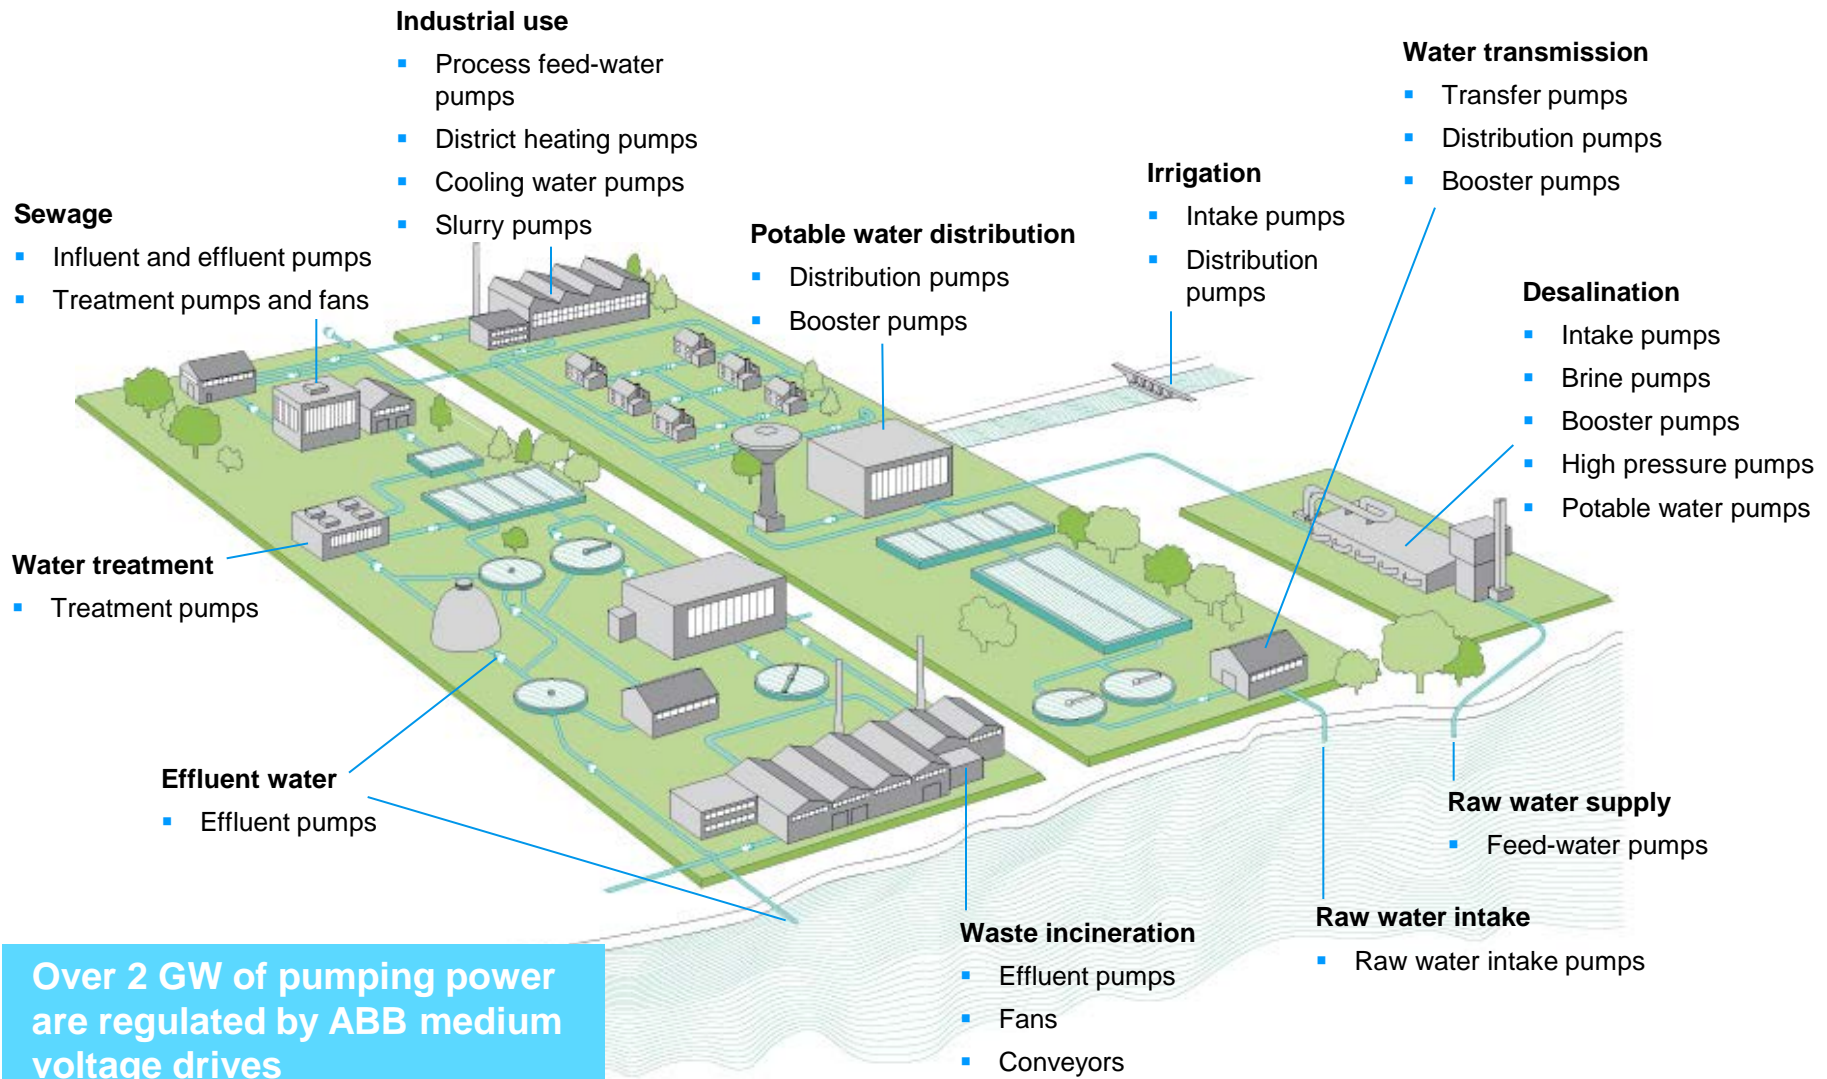 Industrial use
Process feed-water
pumps
District heating pumps
Cooling water pumps
Slurry pumps
Water transmission
Transfer pumps
Distribution pumps
Booster pumps
Irrigation
Intake pumps
Distribution
pumps
Sewage
Influent and effluent pumps
Treatment pumps and fans
Potable water distribution
Distribution pumps
Booster pumps
Desalination
Intake pumps
Brine pumps
Booster pumps
High pressure pumps
Potable water pumps
Water treatment
Treatment pumps
Effluent water
Effluent pumps
Raw water supply
Feed-water pumps
Raw water intake
Raw water intake pumps
Waste incineration
Effluent pumps
Fans
Conveyors
Over 2 GW of pumping power
are regulated by ABB medium
voltage drives